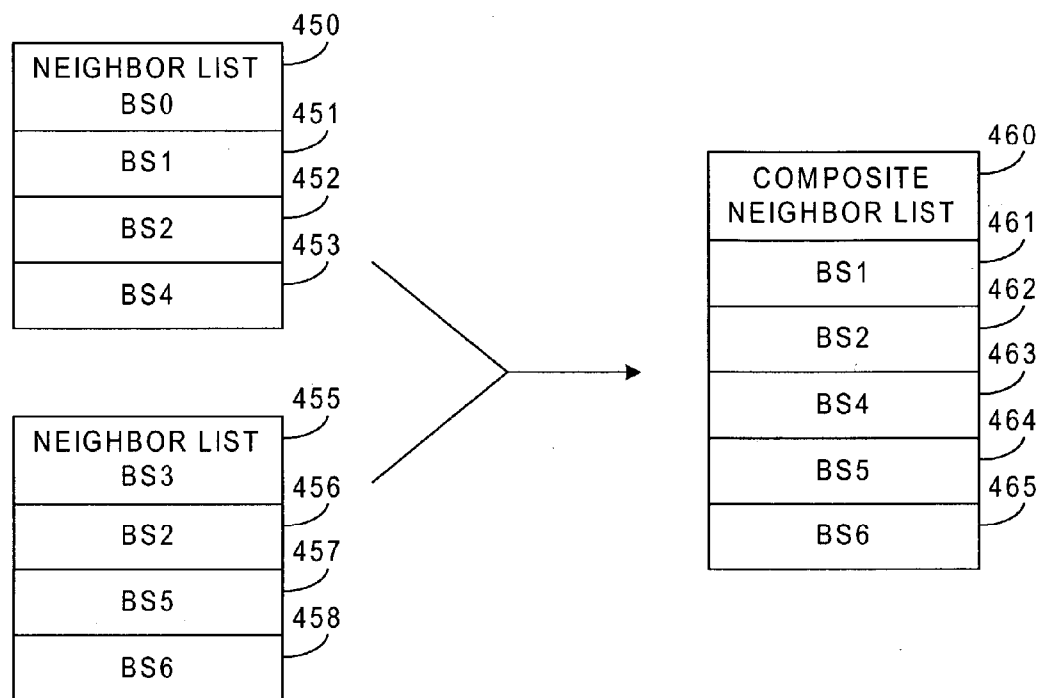 450
NEIGHBOR LIST
BS0
451
BS1
452
BS2
453
BS4
455
NEIGHBOR LIST
BS3
456
BS2
457
BS5
458
BS6
460
COMPOSITE
NEIGHBOR LIST
461
BS1
462
BS2
463
BS4
464
BS5
465
BS6